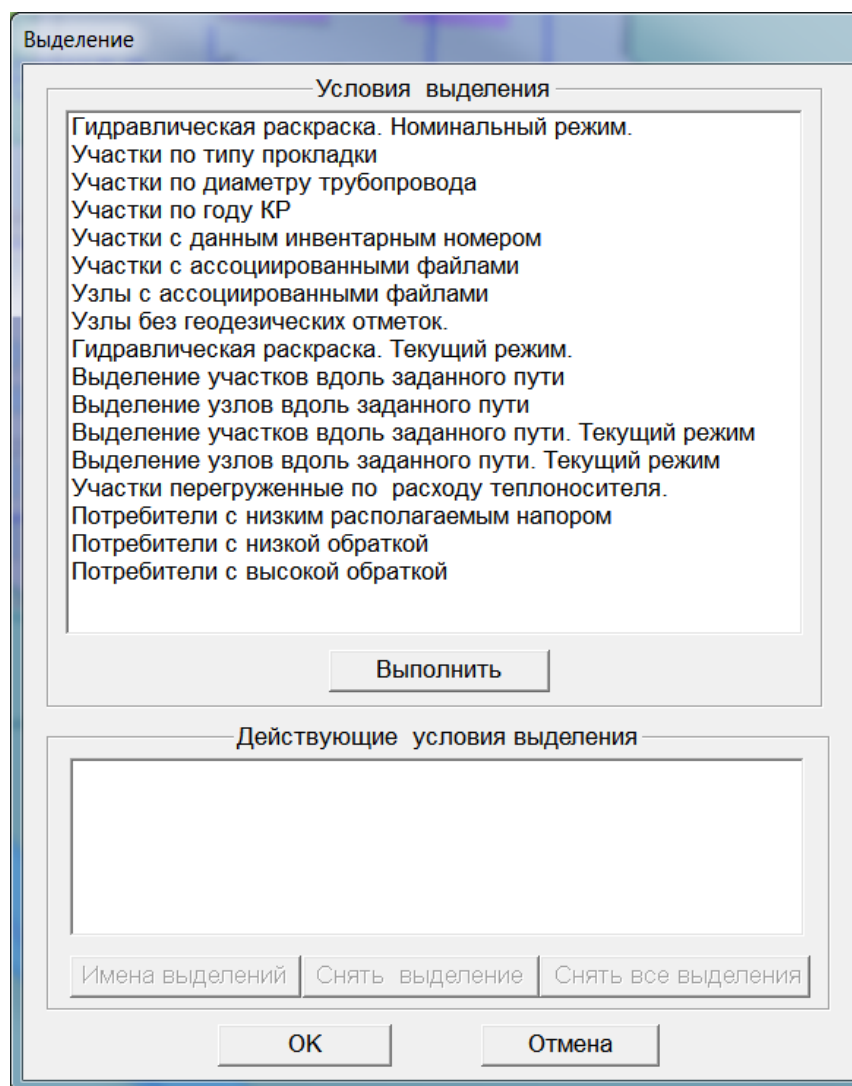 Выделение
Условия выделения
Гидравлическая раскраска. Номинальный режим.
Участки по типу прокладки
Участки по диаметру трубопровода
Участки по году КР
Участки с данным инвентарным номером
Участки с ассоциированными файлами
Узлы с ассоциированными файлами
Узлы без геодезических отметок.
Гидравлическая раскраска. Текущий режим.
Выделение участков вдоль заданного пути
Выделение узлов вдоль заданного пути
Выделение участков вдоль заданного пути. Текущий режим
Выделение узлов вдоль заданного пути. Текущий режим
Участки перегруженные по расходу теплоносителя.
Потребители с низким располагаемым напором
Потребители с низкой обраткой
Потребители с высокой обраткой
Выполнить
Действующие условия выделения
Имена выделений Снять выделение Снять все выделения
OK Отмена